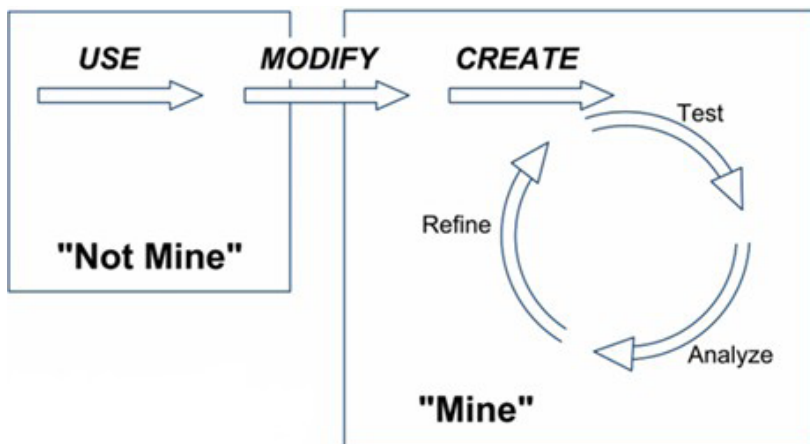 USE
MODIFY
CREATE
Test
Refine
"Not Mine"
Analyze
"Mine"